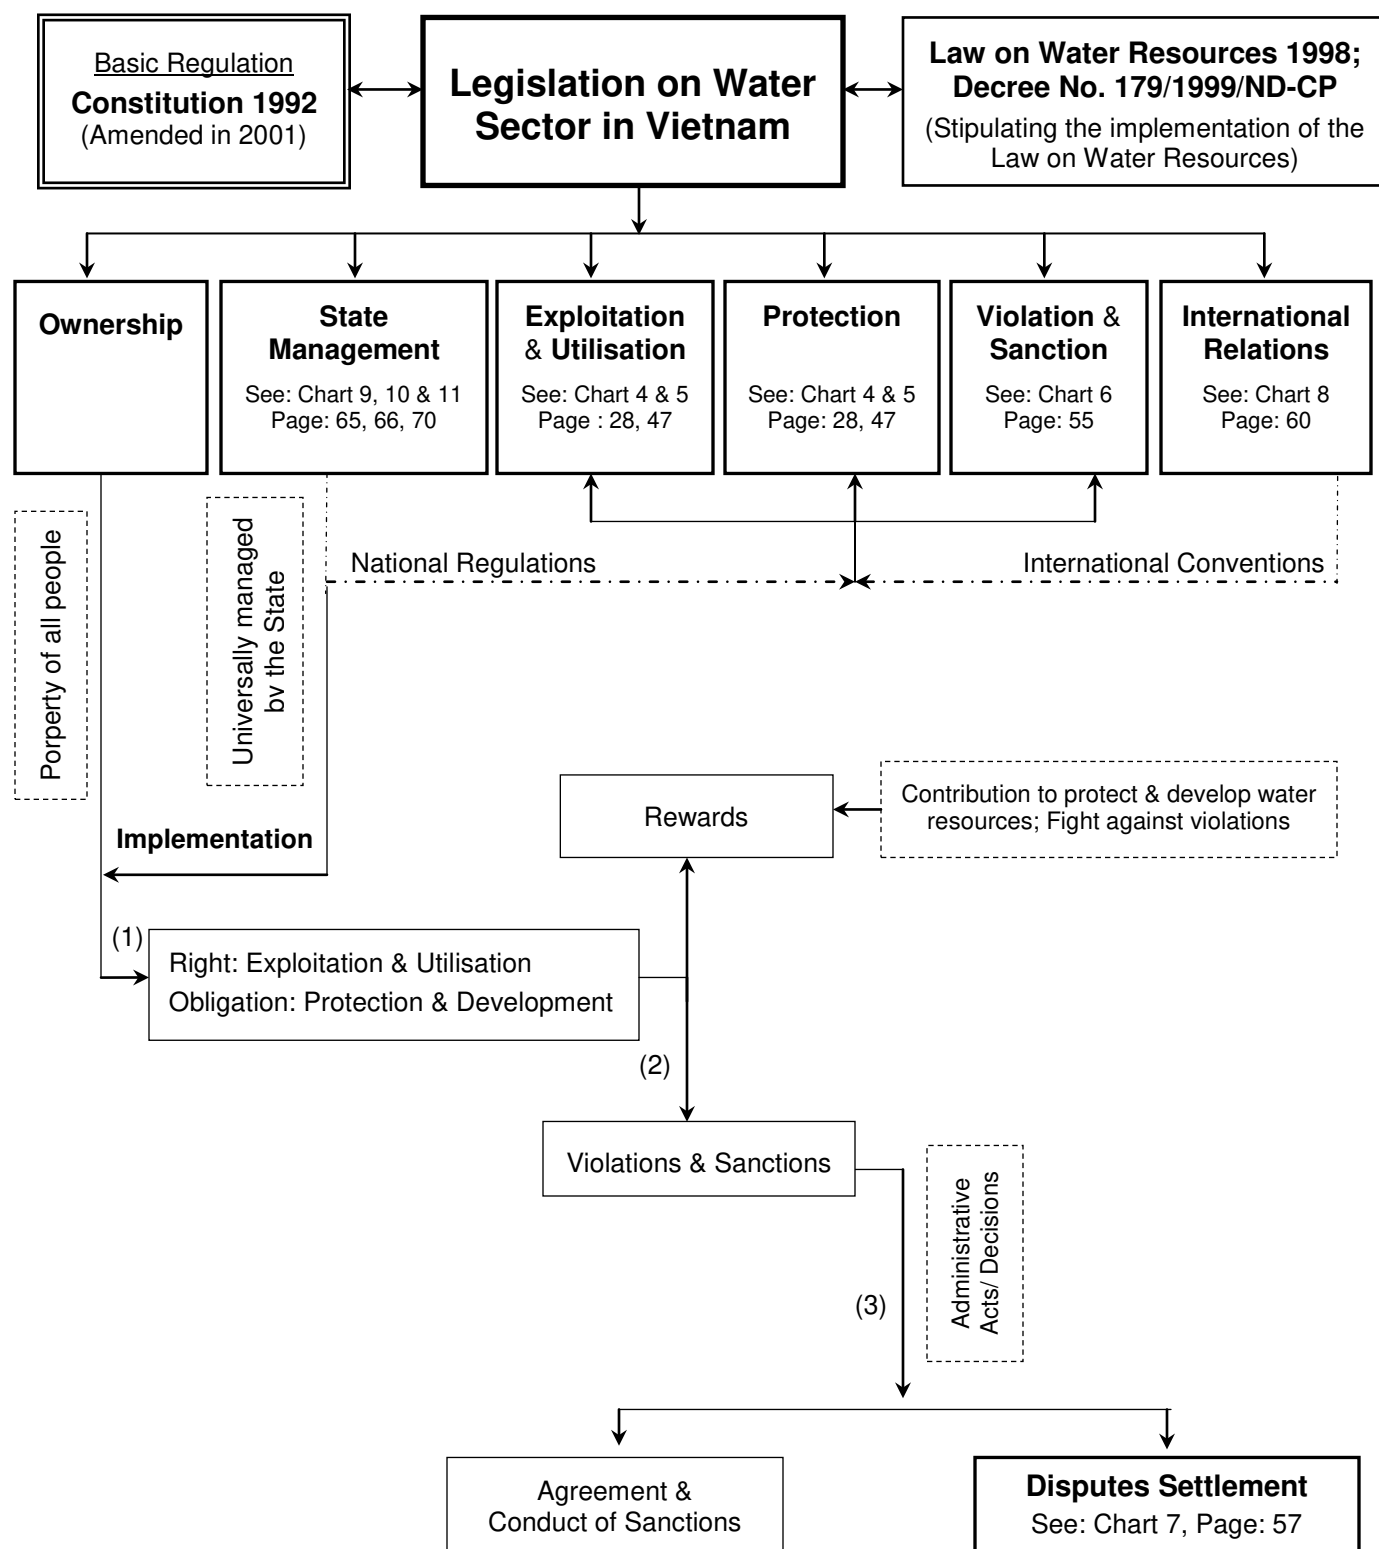 Basic Regulation
Constitution 1992
(Amended in 2001)
Legislation on Water
Sector in Vietnam
Law on Water Resources 1998;
Decree No. 179/1999/ND-CP
(Stipulating the implementation of the
Law on Water Resources)
Ownership
State
Management
See: Chart 9, 10 & 11
Page: 65, 66, 70
Exploitation
& Utilisation
See: Chart 4 & 5
Page : 28, 47
Protection
See: Chart 4 & 5
Page: 28, 47
Violation &
Sanction
See: Chart 6
Page: 55
International
Relations
See: Chart 8
Page: 60
Porperty of all people
Universally managed
by the State
National Regulations
International Conventions
Implementation
Rewards
Contribution to protect & develop water
resources; Fight against violations
(1)
Right: Exploitation & Utilisation
Obligation: Protection & Development
(2)
Violations & Sanctions
Administrative
Acts/ Decisions
(3)
Agreement &
Conduct of Sanctions
Disputes Settlement
See: Chart 7, Page: 57